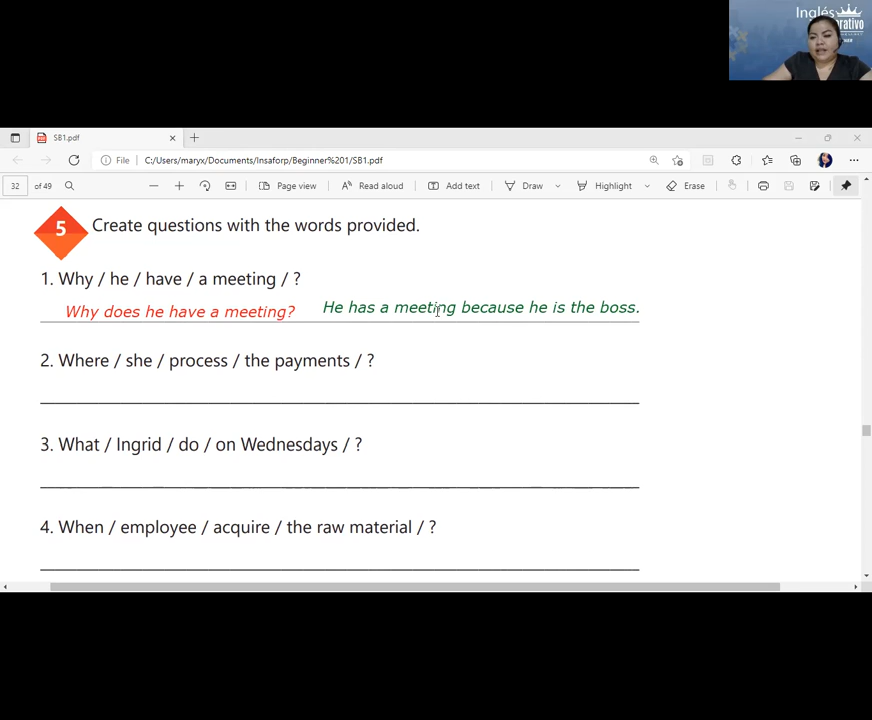 Inglés
SB1.pdf
File C:/Users/maryx/Documents/Insaforp/Beginner%201/SB1.pdf
32 of 49 Page view Read aloud Add text Draw Highlight Erase
5 Create questions with the words provided.
1. Why / he / have / a meeting / ?
Why does he have a meeting? He has a meeting because he is the boss.
2. Where / she / process / the payments / ?
3. What / Ingrid / do / on Wednesdays / ?
4. When / employee / acquire / the raw material / ?